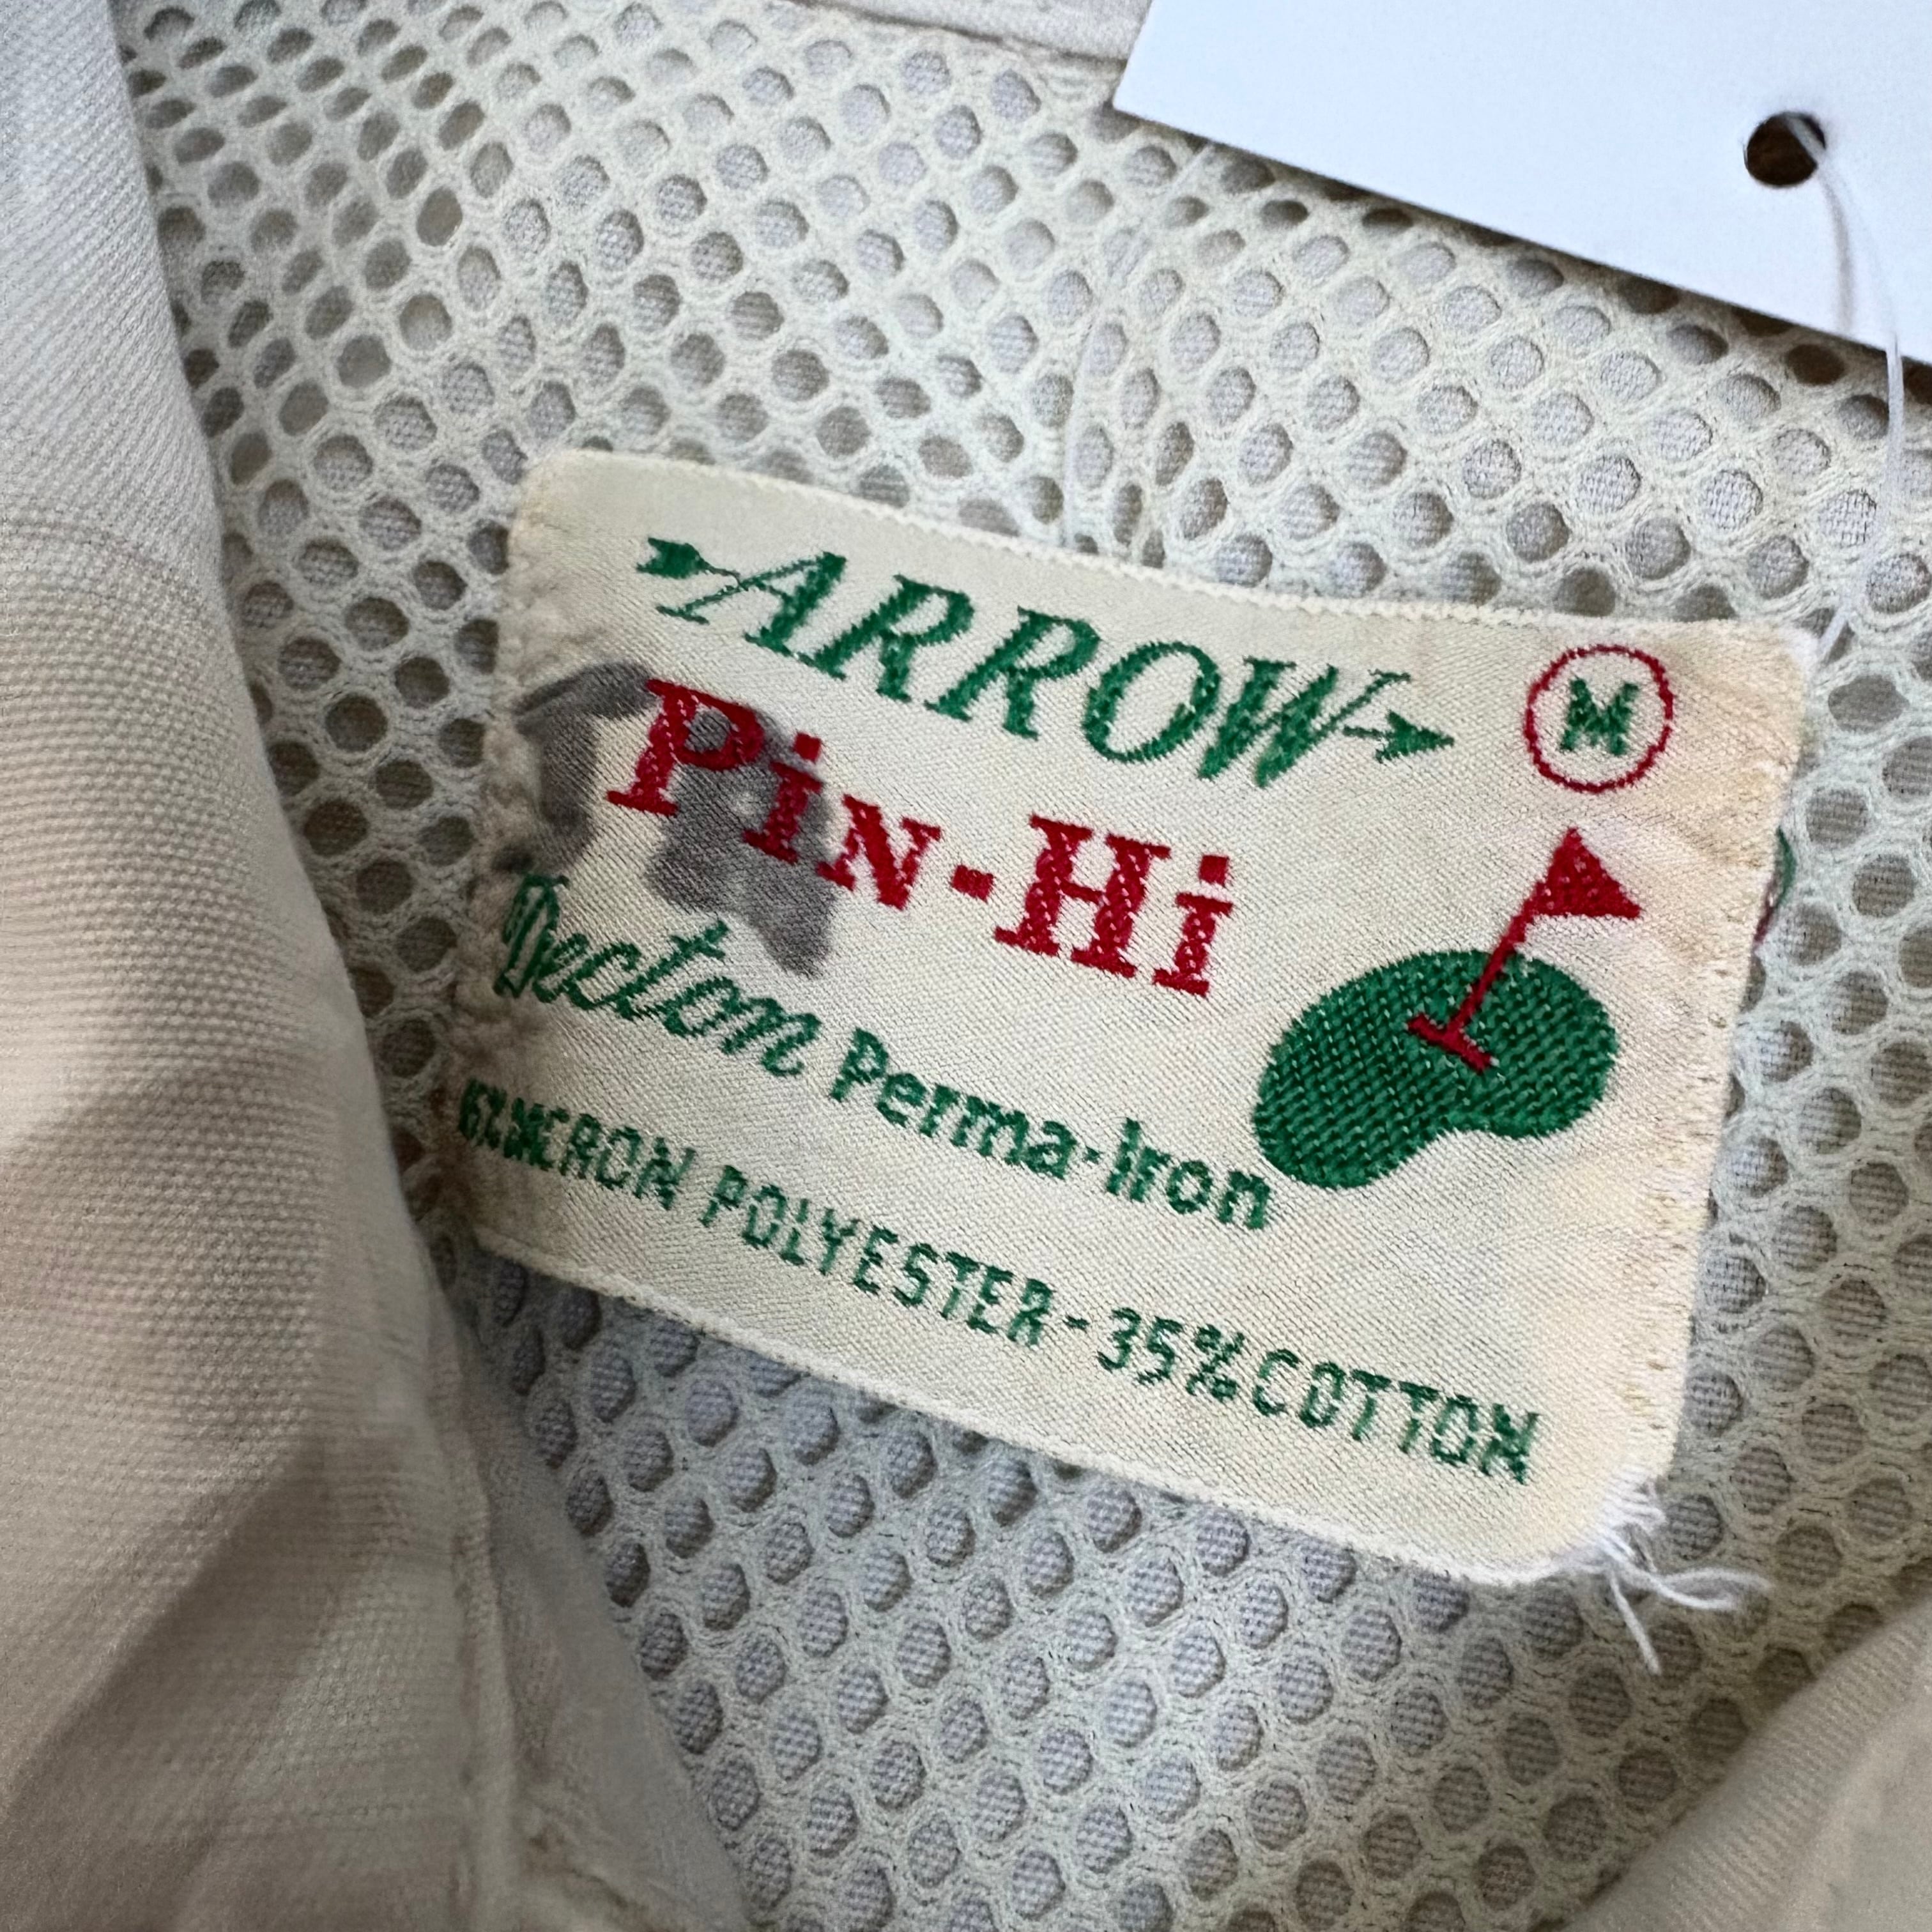 ARROW
M
Pin-Hi
Decton Perma-Iron
POLYESTER-35% COTTON